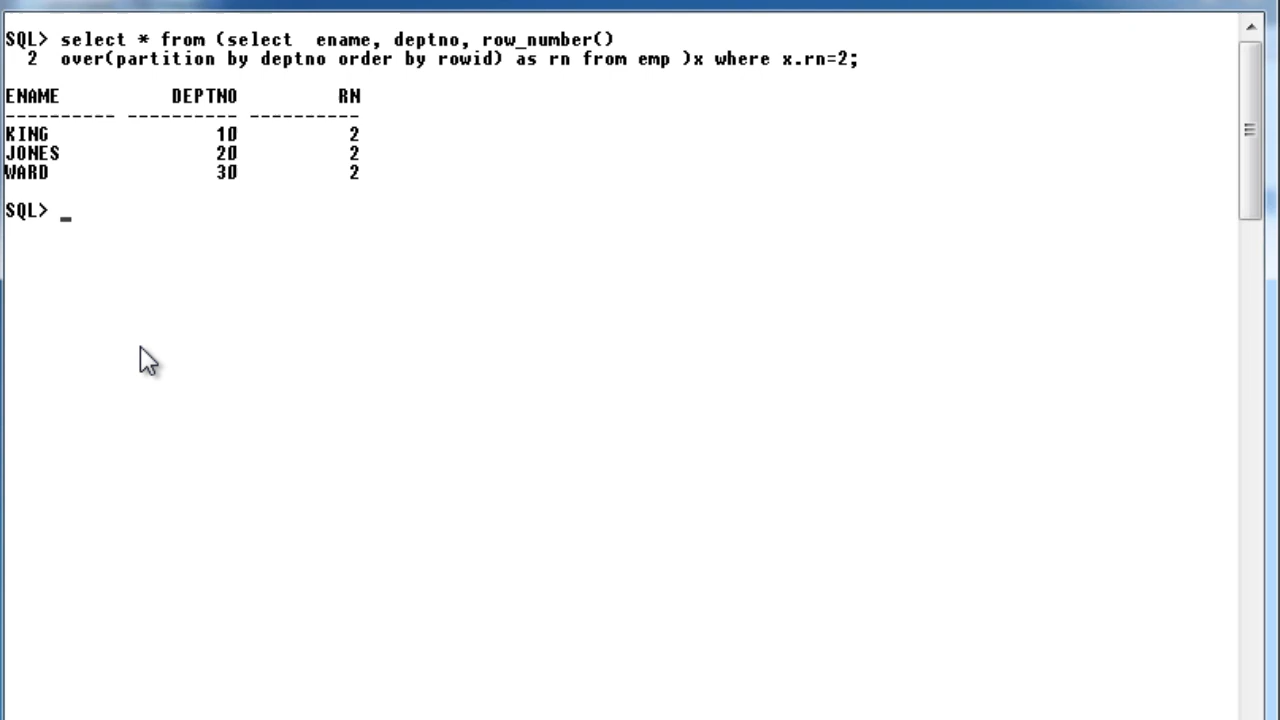 SQL> select * from (select  ename, deptno, row_number()
  2  over(partition by deptno order by rowid) as rn from emp )x where x.rn=2;
ENAME          DEPTNO         RN
---------- ---------- ----------
KING               10          2
JONES              20          2
WARD               30          2
SQL> _